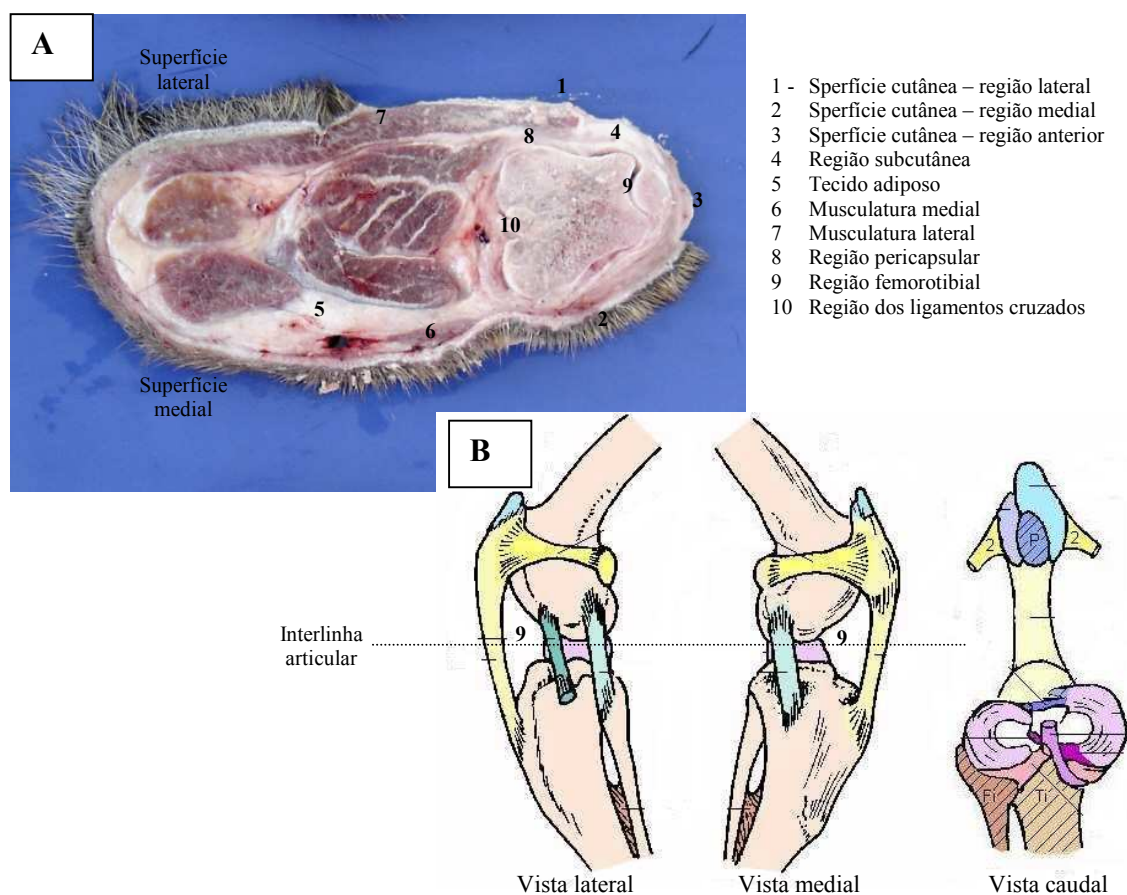 A
Superfície
lateral
1
7
8
4
9
3
10
5
6
2
Superfície
medial
1 - Sperfície cutânea – região lateral
2 Sperfície cutânea – região medial
3 Sperfície cutânea – região anterior
4 Região subcutânea
5 Tecido adiposo
6 Musculatura medial
7 Musculatura lateral
8 Região pericapsular
9 Região femorotibial
10 Região dos ligamentos cruzados
B
2 P 2
Interlinha
articular
9 9
Fi Ti
Vista lateral
Vista medial
Vista caudal